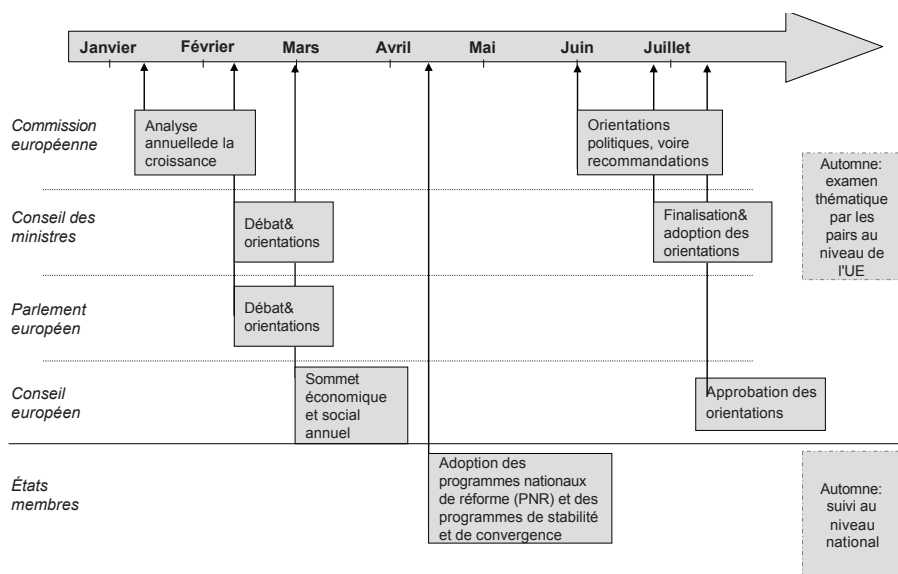 Janvier Février Mars Avril Mai Juin Juillet
Commission
européenne
Analyse
annuellede la
croissance
Orientations
politiques, voire
recommandations
Automne:
examen
thématique
par les
pairs au
niveau de
l'UE
Conseil des
ministres
Débat&
orientations
Finalisation&
adoption des
orientations
Parlement
européen
Débat&
orientations
Conseil
européen
Sommet
économique
et social
annuel
Approbation des
orientations
États
membres
Adoption des
programmes nationaux
de réforme (PNR) et des
programmes de stabilité
et de convergence
Automne:
suivi au
niveau
national